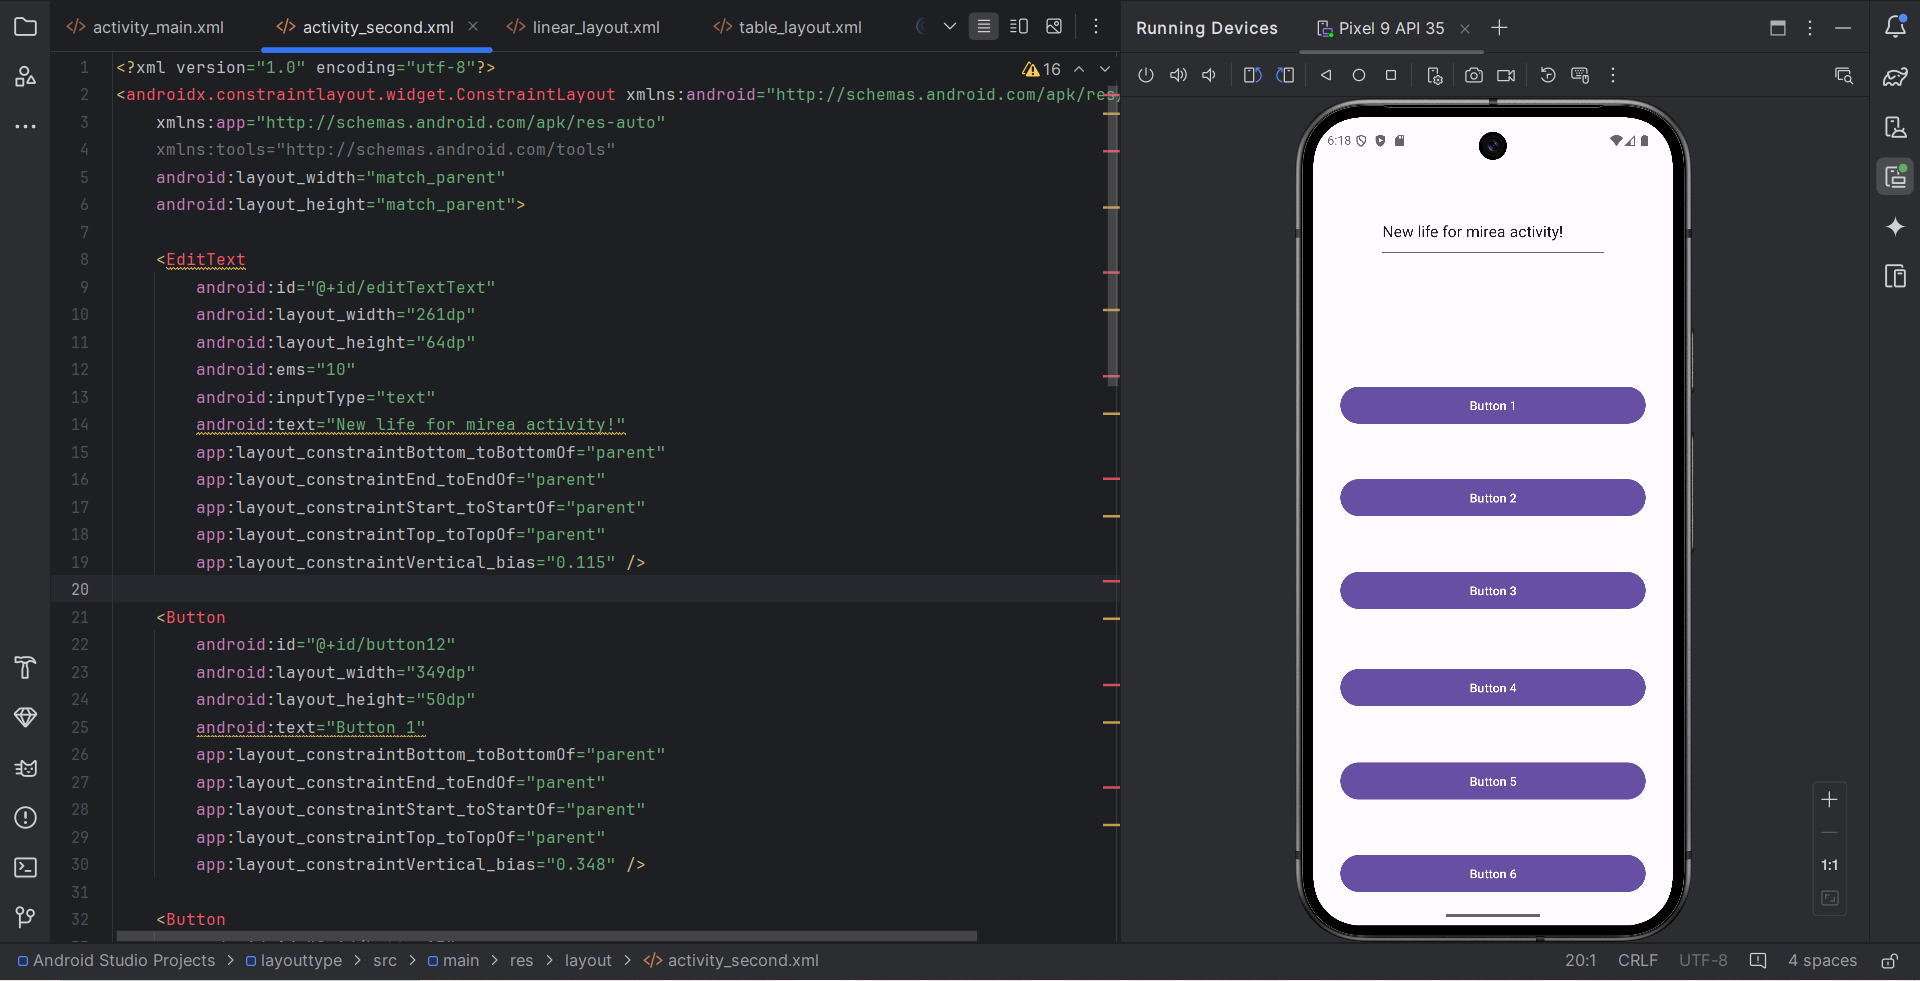 activity_main.xml
activity_second.xml
linear_layout.xml
table_layout.xml
Running Devices
Pixel 9 API 35
16
1 <?xml version="1.0" encoding="utf-8"?>
2 <androidx.constraintlayout.widget.ConstraintLayout xmlns:android="http://schemas.android.com/apk/res/
3 xmlns:app="http://schemas.android.com/apk/res-auto"
4 xmlns:tools="http://schemas.android.com/tools"
5 android:layout_width="match_parent"
6 android:layout_height="match_parent">
7
8 <EditText
9 android:id="@+id/editTextText"
10 android:layout_width="261dp"
11 android:layout_height="64dp"
12 android:ems="10"
13 android:inputType="text"
14 android:text="New life for mirea activity!"
15 app:layout_constraintBottom_toBottomOf="parent"
16 app:layout_constraintEnd_toEndOf="parent"
17 app:layout_constraintStart_toStartOf="parent"
18 app:layout_constraintTop_toTopOf="parent"
19 app:layout_constraintVertical_bias="0.115" />
20
21 <Button
22 android:id="@+id/button12"
23 android:layout_width="349dp"
24 android:layout_height="50dp"
25 android:text="Button 1"
26 app:layout_constraintBottom_toBottomOf="parent"
27 app:layout_constraintEnd_toEndOf="parent"
28 app:layout_constraintStart_toStartOf="parent"
29 app:layout_constraintTop_toTopOf="parent"
30 app:layout_constraintVertical_bias="0.348" />
31
32 <Button
6:18
New life for mirea activity!
Button 1
Button 2
Button 3
Button 4
Button 5
Button 6
1:1
Android Studio Projects > layouttype > src > main > res > layout > activity_second.xml
20:1 CRLF UTF-8 4 spaces